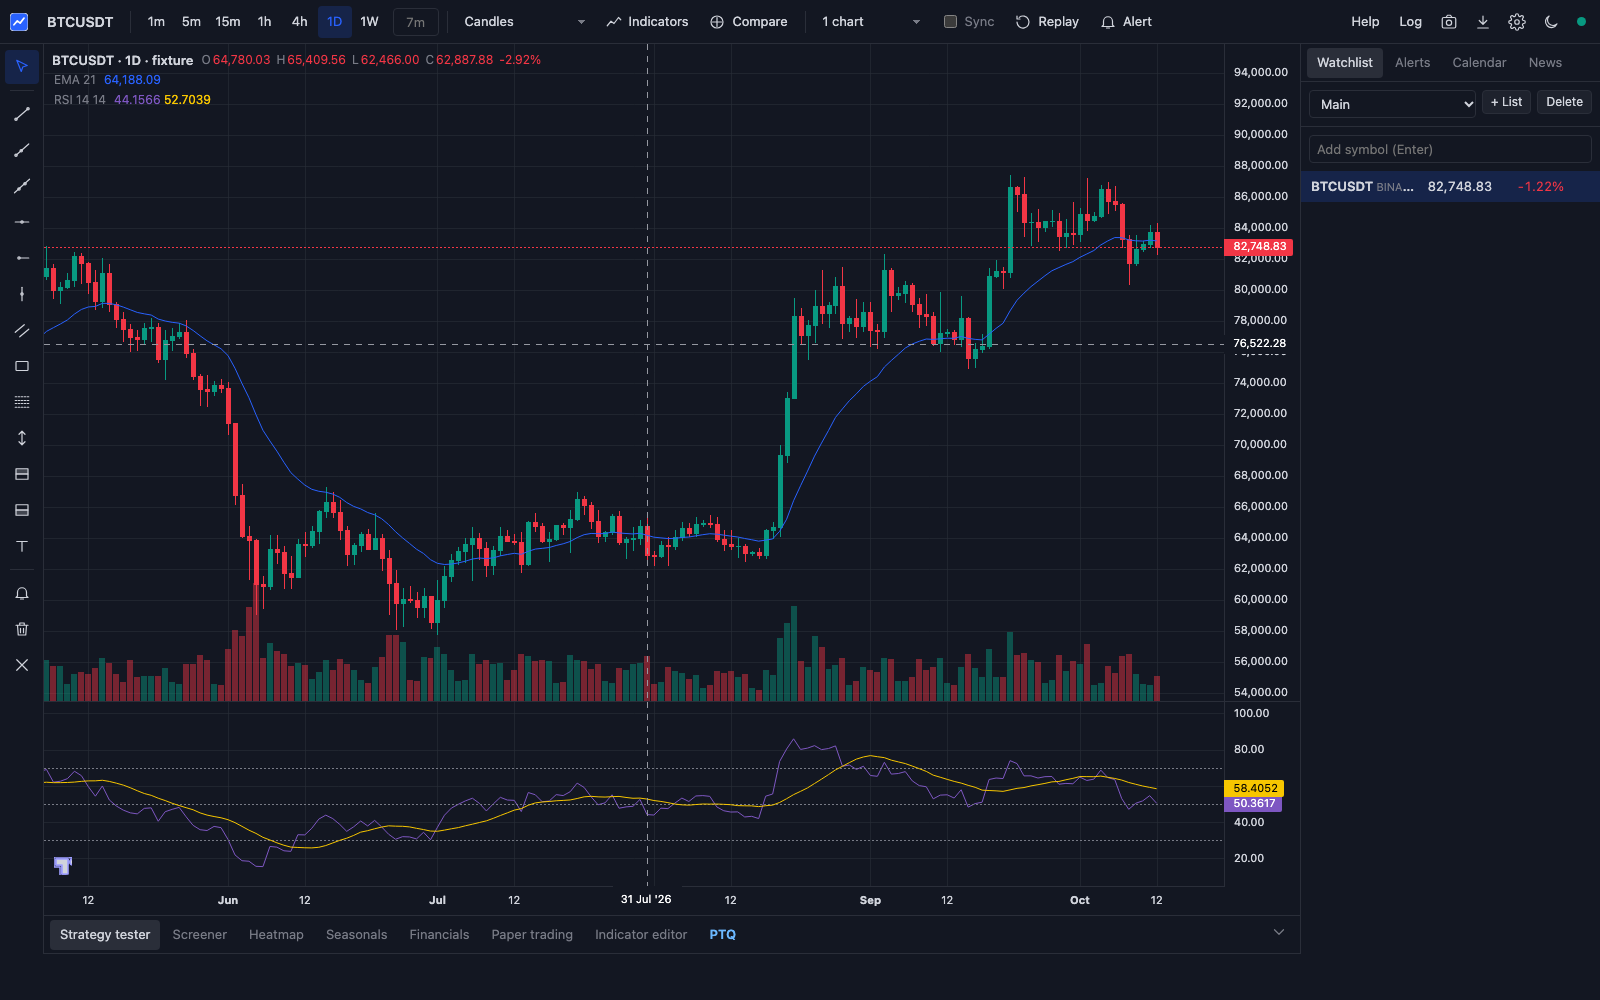 BTCUSDT 1m 5m 15m 1h 4h 1D 1W 7m Candles Indicators Compare 1 chart Sync Replay Alert Help Log
BTCUSDT · 1D · fixture O64,780.03 H65,409.56 L62,466.00 C62,887.88 -2.92%
EMA 21 64,188.09
RSI 14 14 44.1566 52.7039
94,000.00
92,000.00
90,000.00
88,000.00
86,000.00
84,000.00
82,748.83
82,000.00
80,000.00
78,000.00
76,522.28
74,000.00
72,000.00
70,000.00
68,000.00
66,000.00
64,000.00
62,000.00
60,000.00
58,000.00
56,000.00
54,000.00
100.00
80.00
58.4052
50.3617
40.00
20.00
12 Jun 12 Jul 12 31 Jul '26 12 Sep 12 Oct 12
Strategy tester Screener Heatmap Seasonals Financials Paper trading Indicator editor PTQ
Watchlist Alerts Calendar News
Main + List Delete
Add symbol (Enter)
BTCUSDT BINA... 82,748.83 -1.22%